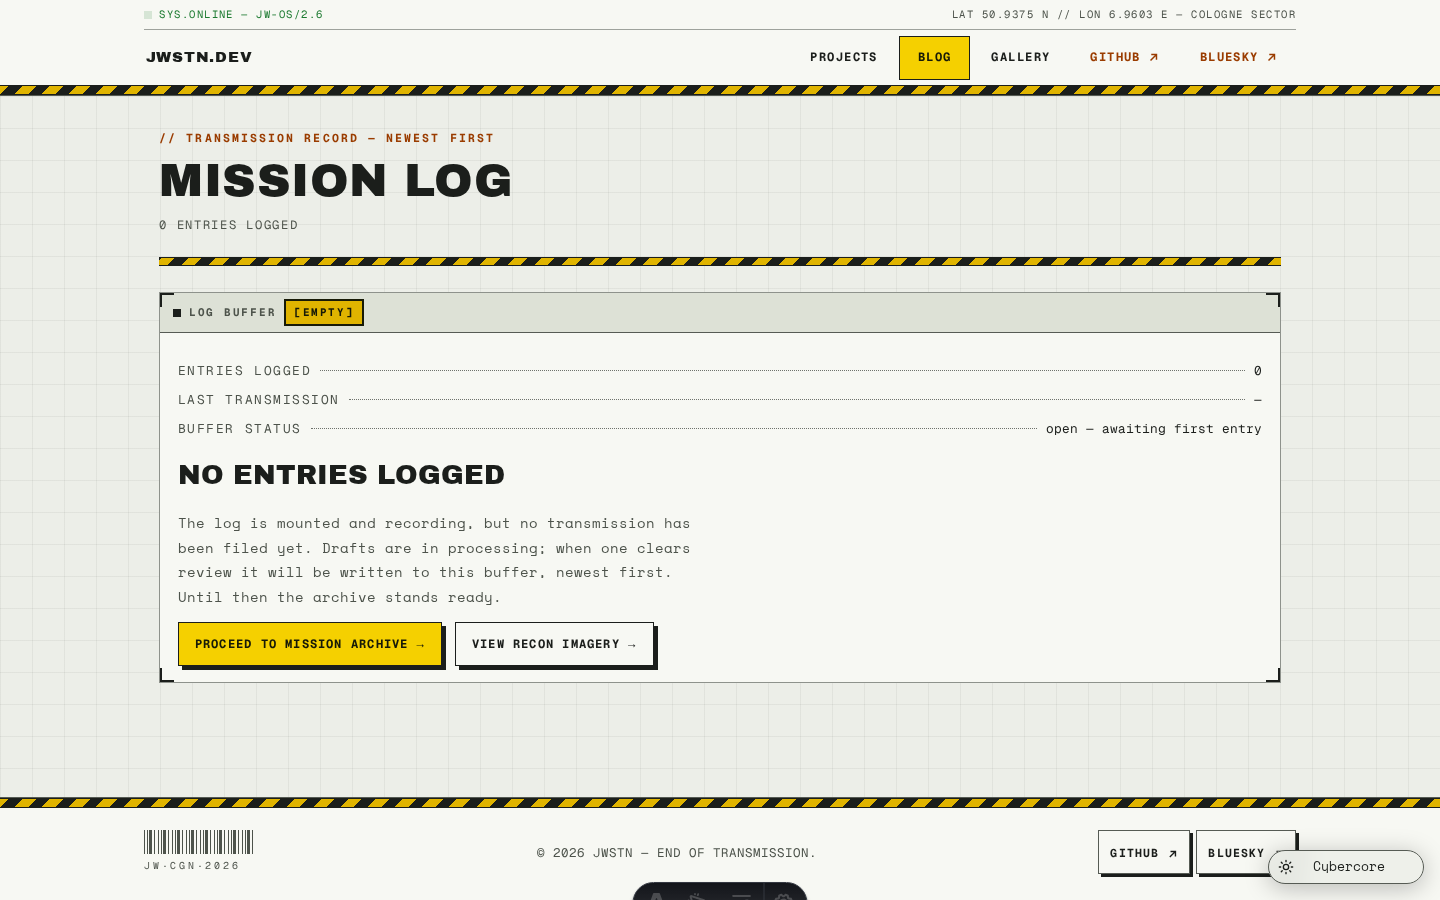 SYS.ONLINE — JW-OS/2.6
LAT 50.9375 N // LON 6.9603 E — COLOGNE SECTOR
JWSTN.DEV
PROJECTS
BLOG
GALLERY
GITHUB ↗
BLUESKY ↗
// TRANSMISSION RECORD — NEWEST FIRST
MISSION LOG
0 ENTRIES LOGGED
LOG BUFFER [EMPTY]
ENTRIES LOGGED 0
LAST TRANSMISSION —
BUFFER STATUS open — awaiting first entry
NO ENTRIES LOGGED
The log is mounted and recording, but no transmission has
been filed yet. Drafts are in processing; when one clears
review it will be written to this buffer, newest first.
Until then the archive stands ready.
PROCEED TO MISSION ARCHIVE →
VIEW RECON IMAGERY →
JW-CGN-2026
© 2026 JWSTN — END OF TRANSMISSION.
GITHUB ↗
BLUESKY
Cybercore